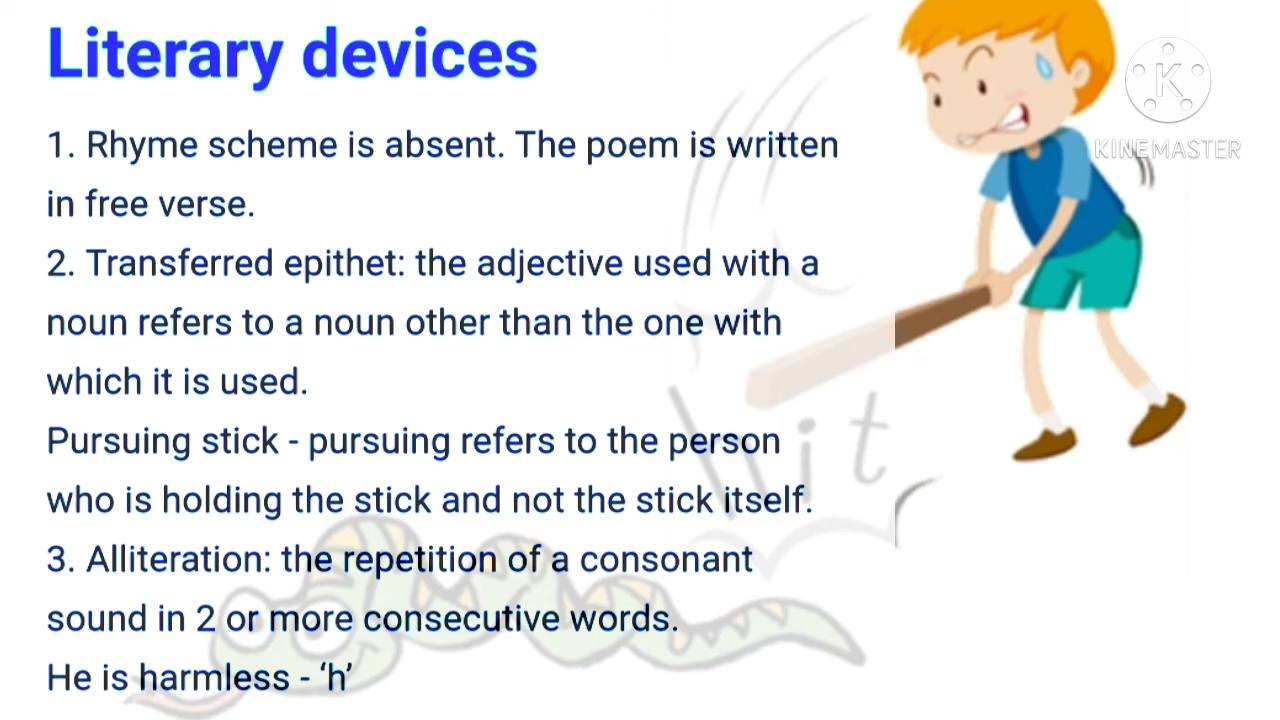 Literary devices
1. Rhyme scheme is absent. The poem is written
in free verse.
2. Transferred epithet: the adjective used with a
noun refers to a noun other than the one with
which it is used.
Pursuing stick - pursuing refers to the person
who is holding the stick and not the stick itself.
3. Alliteration: the repetition of a consonant
sound in 2 or more consecutive words.
He is harmless - ‘h’
hit
K
KINEMASTER